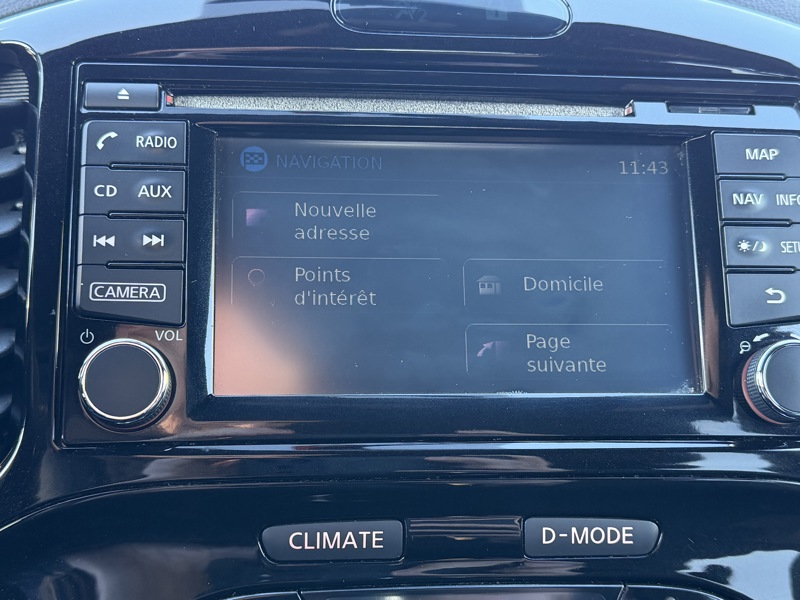 RADIO
CD AUX
CAMERA
VOL
NAVIGATION
11:43
Nouvelle
adresse
Points
d'intérêt
Domicile
Page
suivante
MAP
NAV INFO
CLIMATE
D-MODE